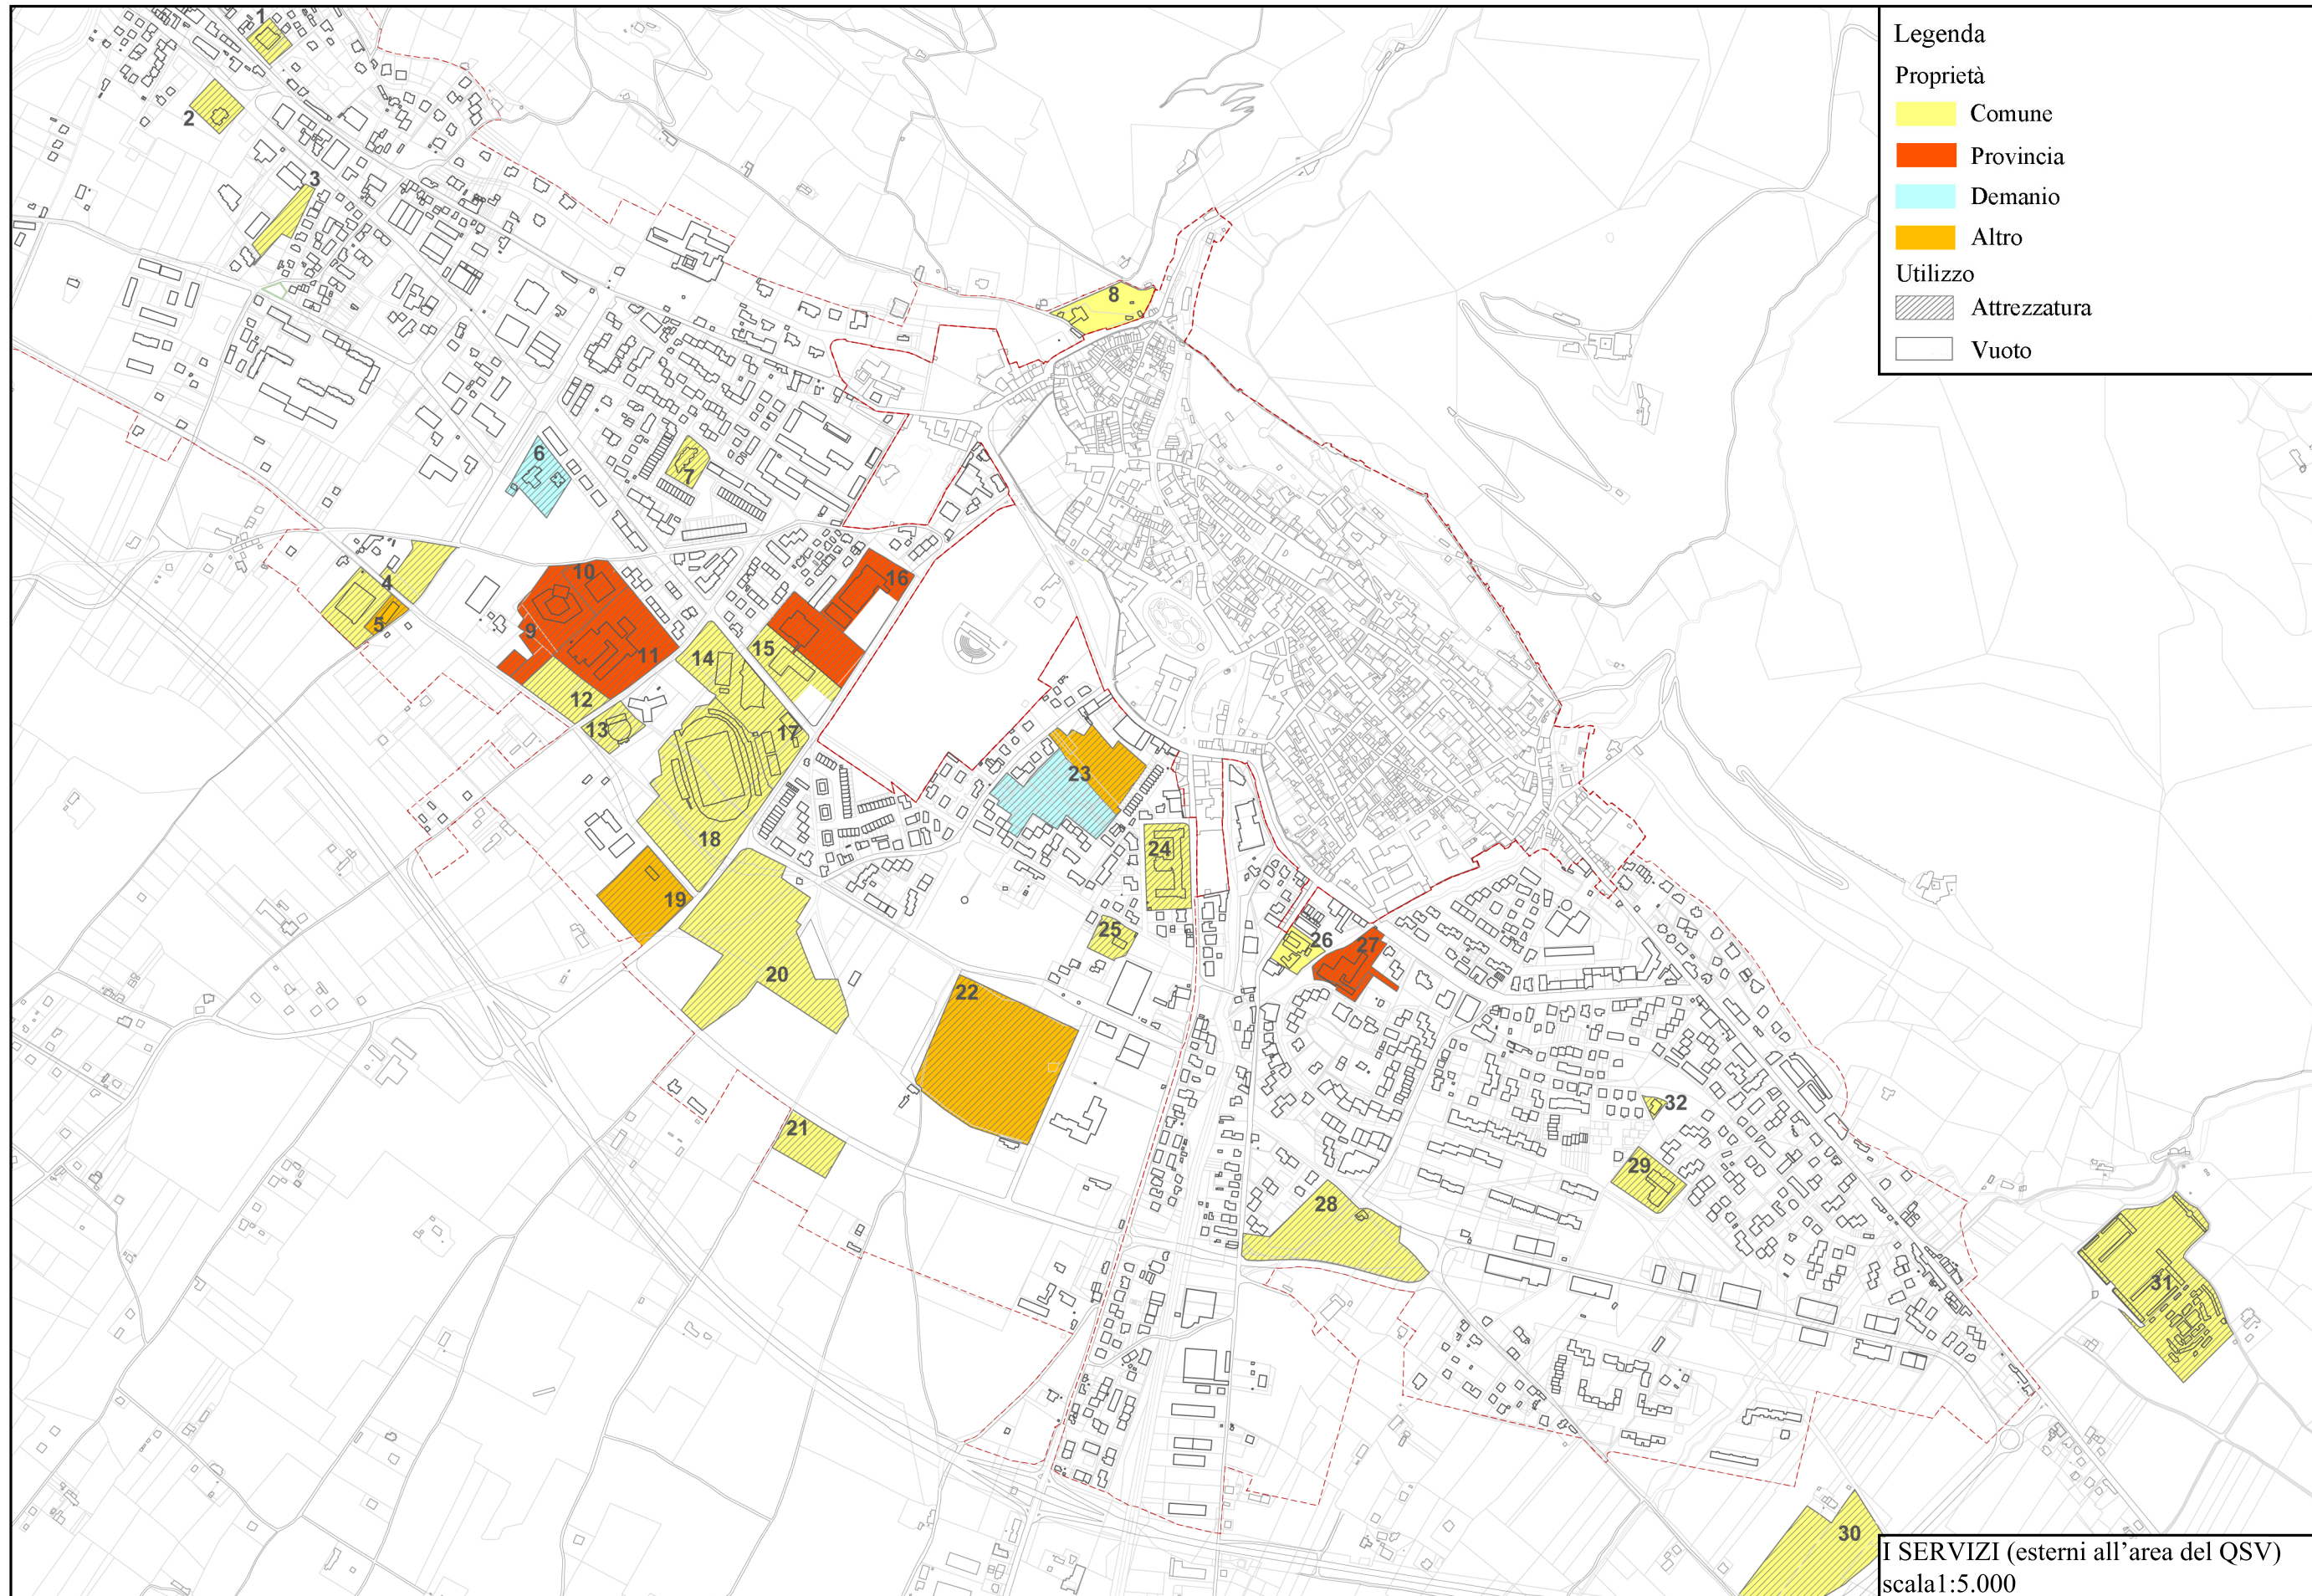 Legenda
Proprietà
Comune
Provincia
Demanio
Altro
Utilizzo
Attrezzatura
Vuoto
1
2
3
8
6
7
10
16
4
5
9
11
15
14
12
13
17
23
18
24
19
25
26
27
20
22
32
21
29
28
31
30
I SERVIZI (esterni all’area del QSV)
scala1:5.000